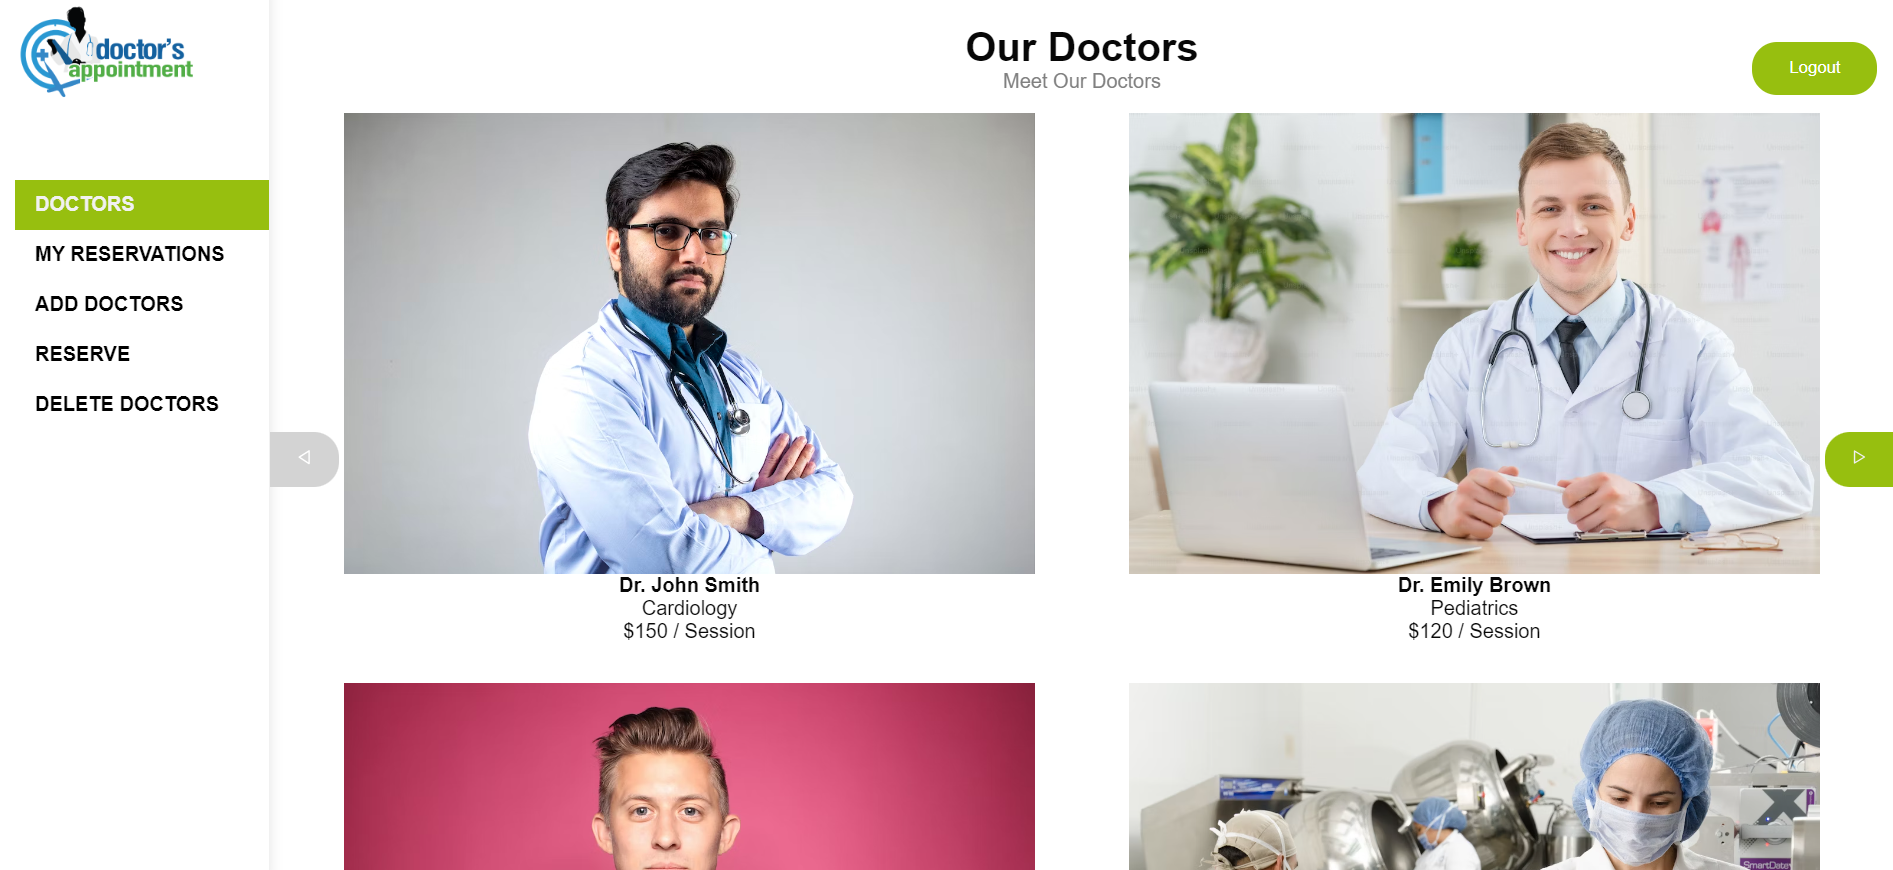 doctor's
appointment
DOCTORS
MY RESERVATIONS
ADD DOCTORS
RESERVE
DELETE DOCTORS
Our Doctors
Meet Our Doctors
Logout
Dr. John Smith
Cardiology
$150 / Session
Dr. Emily Brown
Pediatrics
$120 / Session
SmartDate